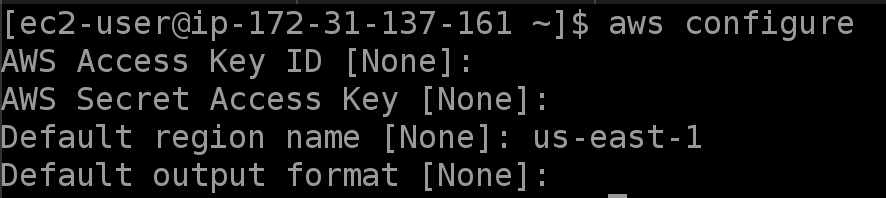 [ec2-user@ip-172-31-137-161 ~]$ aws configure
AWS Access Key ID [None]:
AWS Secret Access Key [None]:
Default region name [None]: us-east-1
Default output format [None]: